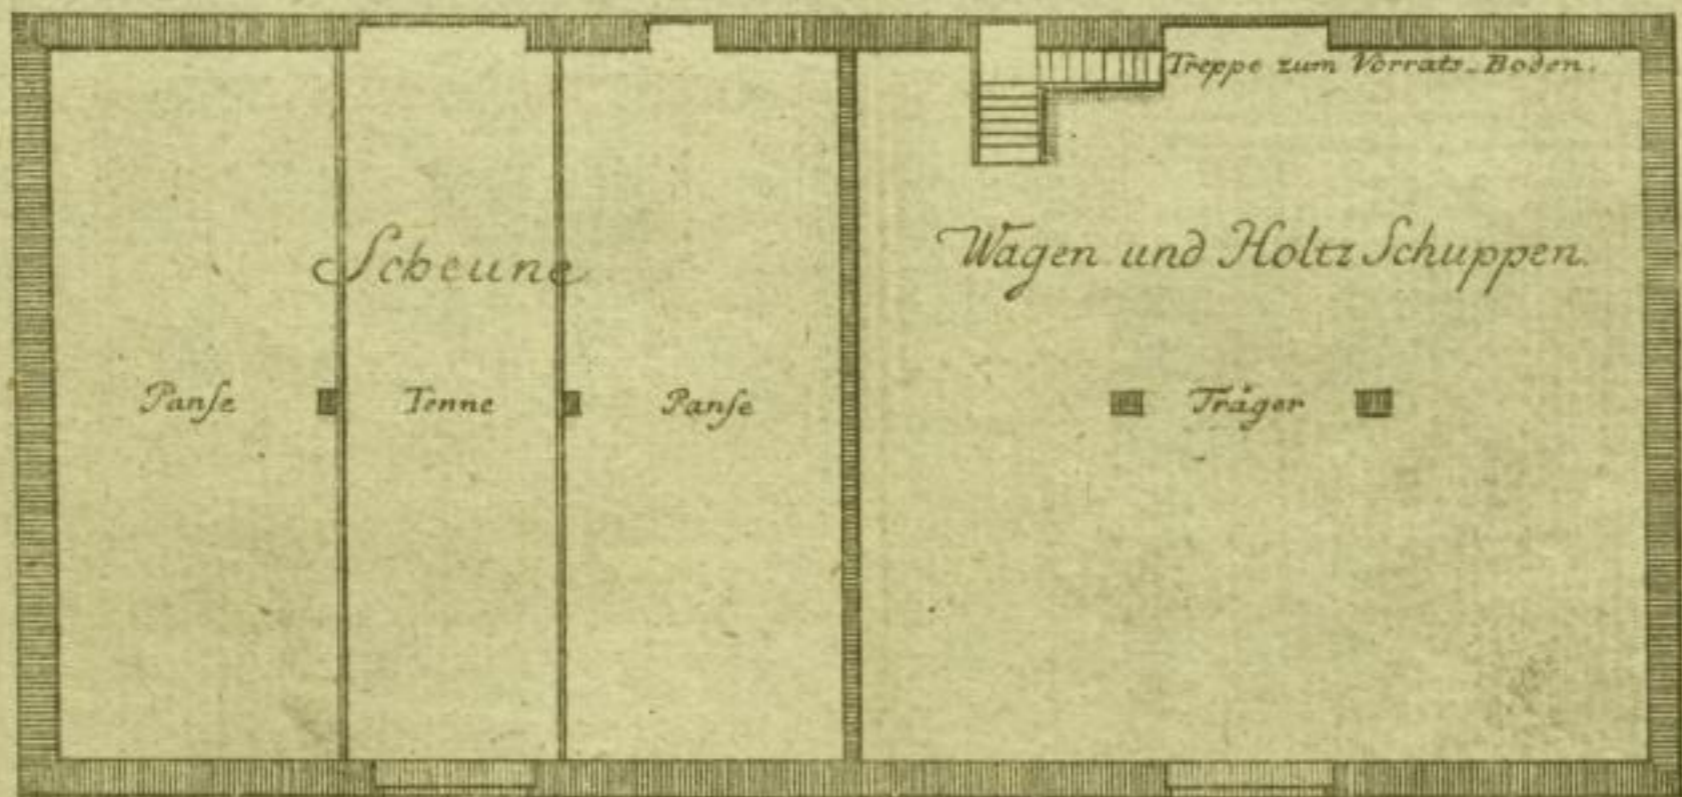 Treppe zum Vorrats-Boden.
Scheune
Wagen und Holtz Schuppen.
Panse
Tenne
Panse
Träger